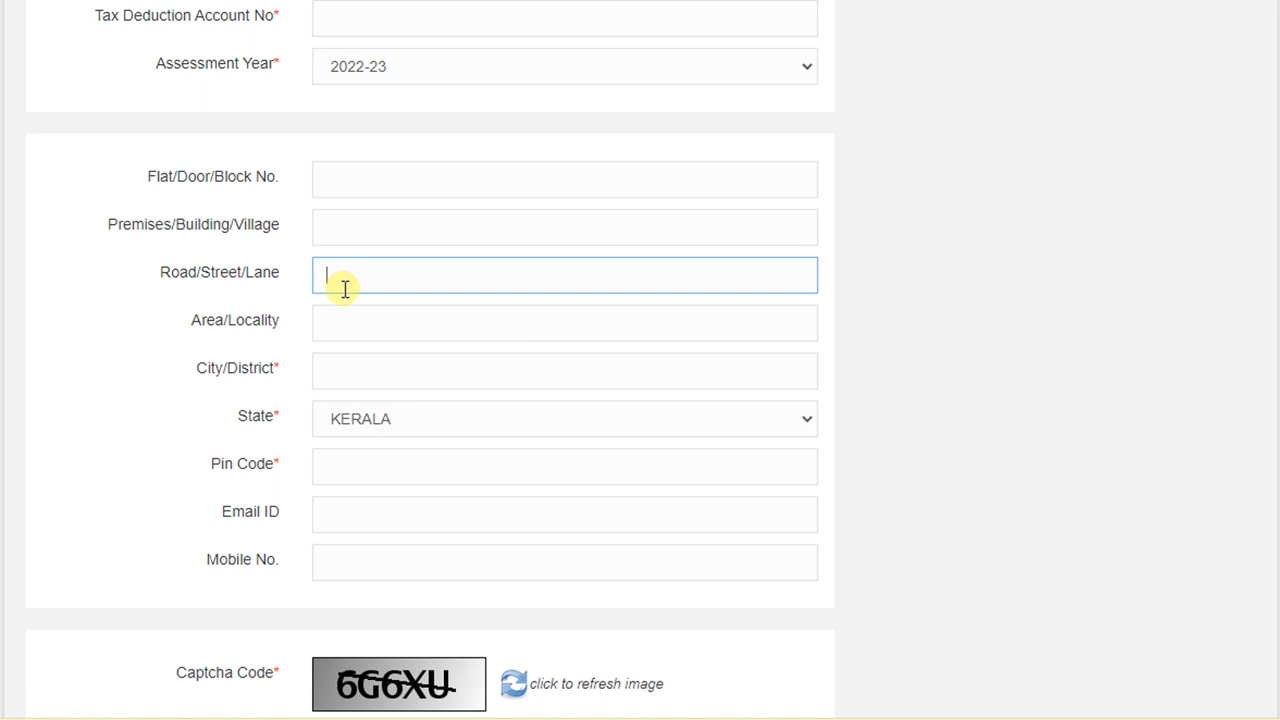 Tax Deduction Account No*
Assessment Year* 2022-23
Flat/Door/Block No.
Premises/Building/Village
Road/Street/Lane
Area/Locality
City/District*
State* KERALA
Pin Code*
Email ID
Mobile No.
Captcha Code* 6G6XU click to refresh image